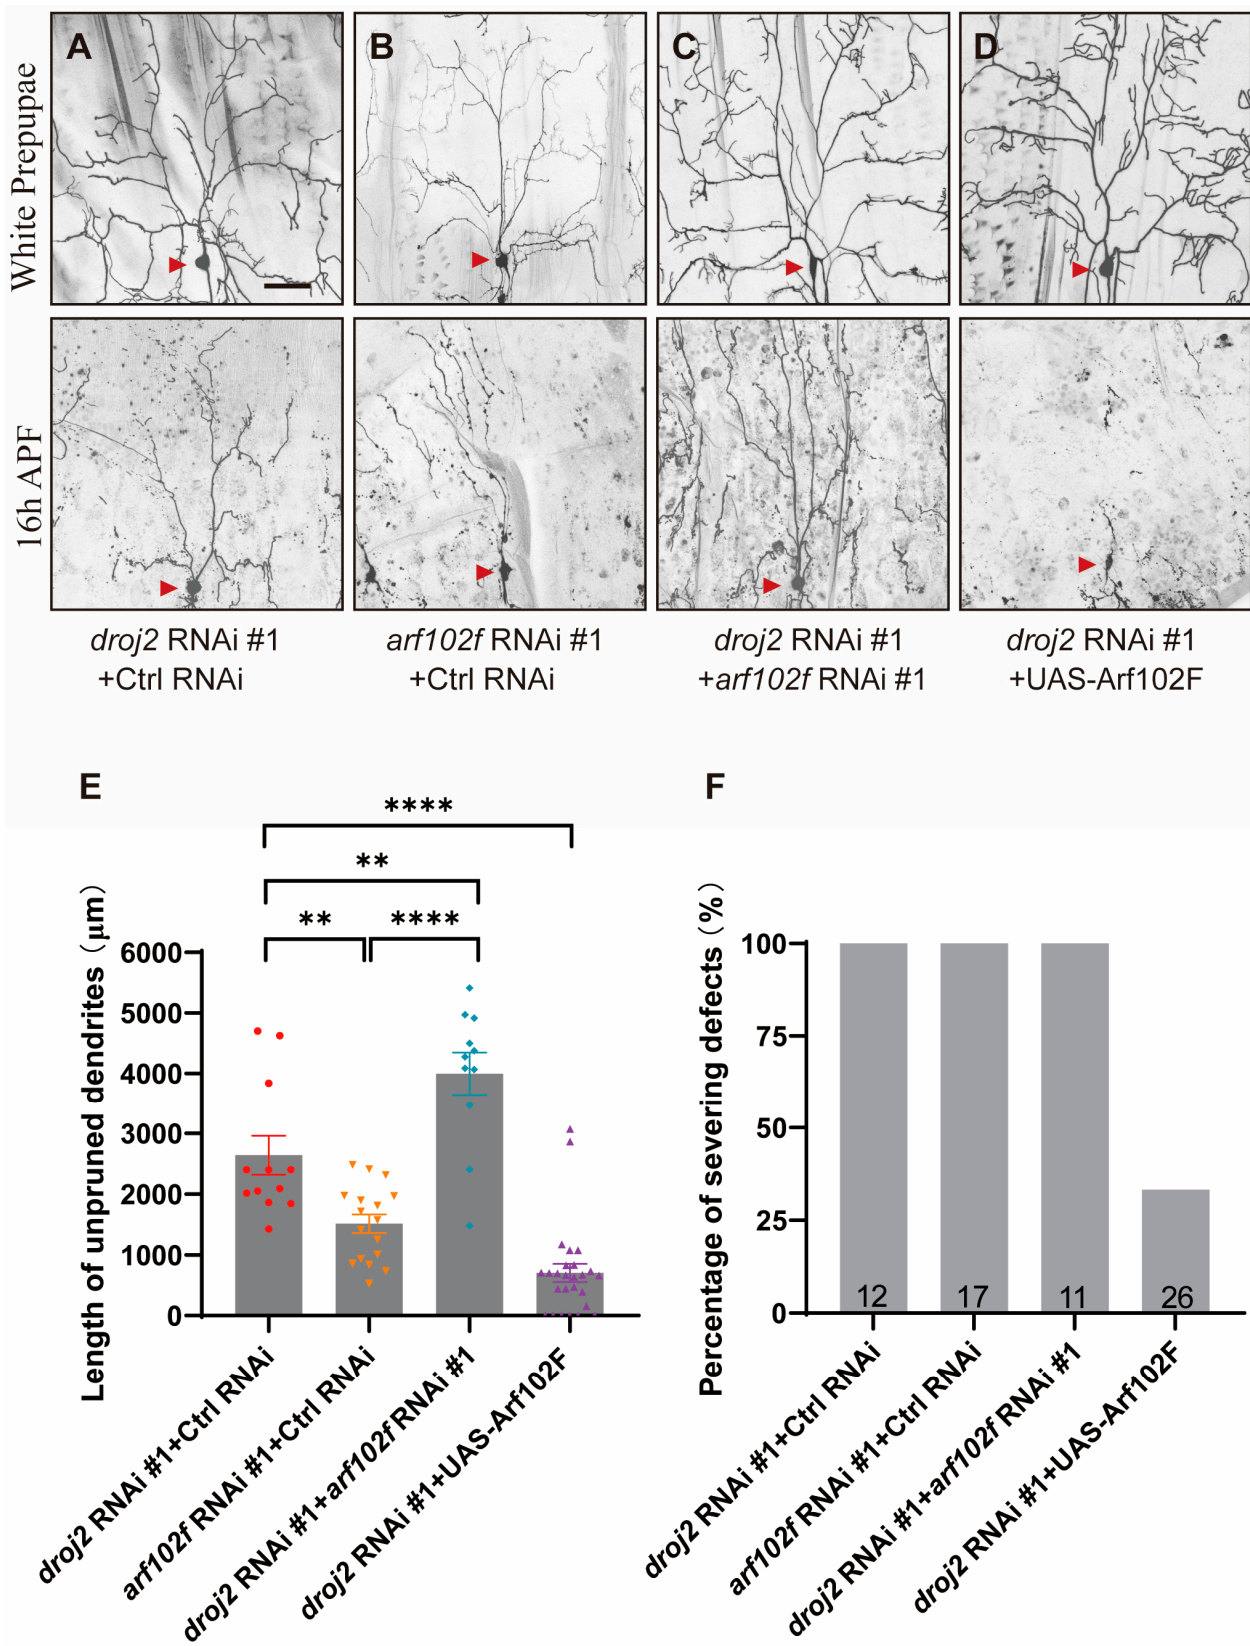 A
B
C
D
White Prepupae
16h APF
droj2 RNAi #1
+Ctrl RNAi
arf102f RNAi #1
+Ctrl RNAi
droj2 RNAi #1
+arf102f RNAi #1
droj2 RNAi #1
+UAS-Arf102F
E
****
**
**
****
Length of unpruned dendrites (μm)
6000
5000
4000
3000
2000
1000
0
droj2 RNAi #1+Ctrl RNAi
arf102f RNAi #1+Ctrl RNAi
droj2 RNAi #1+arf102f RNAi #1
droj2 RNAi #1+UAS-Arf102F
F
Percentage of severing defects (%)
100
75
50
25
0
12
17
11
26
droj2 RNAi #1+Ctrl RNAi
arf102f RNAi #1+Ctrl RNAi
droj2 RNAi #1+arf102f RNAi #1
droj2 RNAi #1+UAS-Arf102F